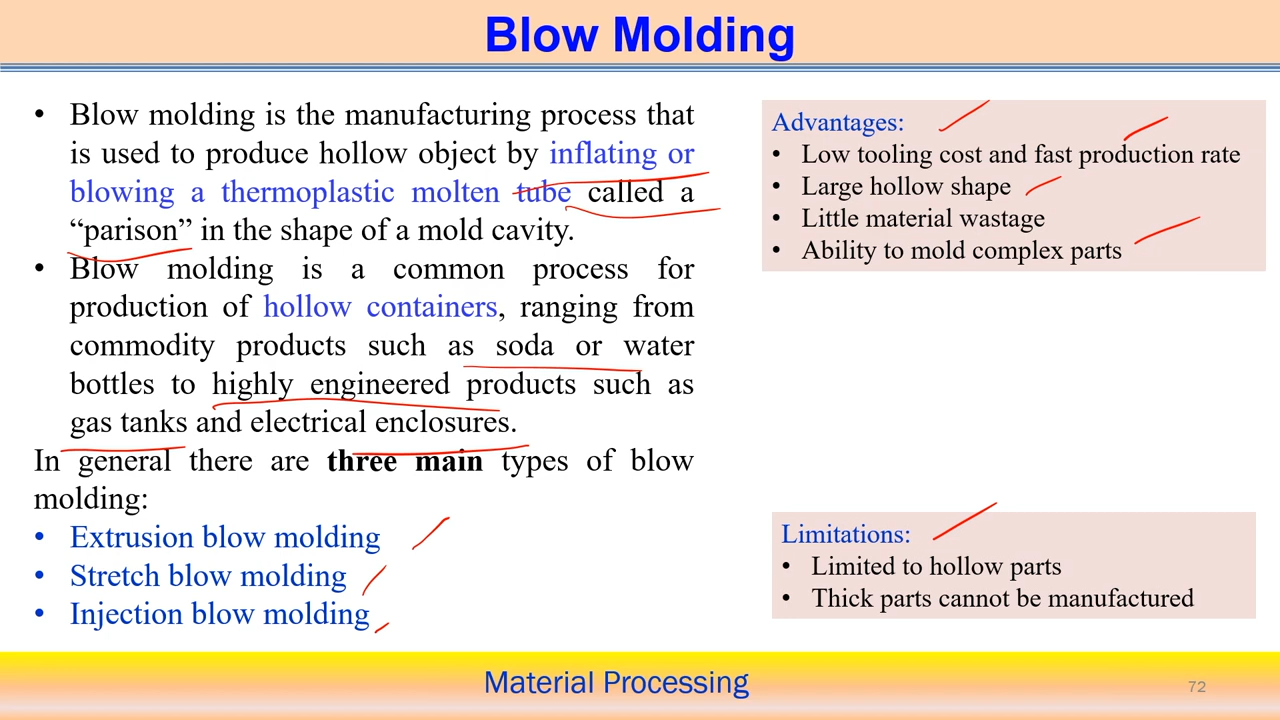 Blow Molding
• Blow molding is the manufacturing process that
is used to produce hollow object by inflating or
blowing a thermoplastic molten tube called a
“parison” in the shape of a mold cavity.
• Blow molding is a common process for
production of hollow containers, ranging from
commodity products such as soda or water
bottles to highly engineered products such as
gas tanks and electrical enclosures.
In general there are three main types of blow
molding:
• Extrusion blow molding
• Stretch blow molding
• Injection blow molding
Advantages:
• Low tooling cost and fast production rate
• Large hollow shape
• Little material wastage
• Ability to mold complex parts
Limitations:
• Limited to hollow parts
• Thick parts cannot be manufactured
Material Processing
72